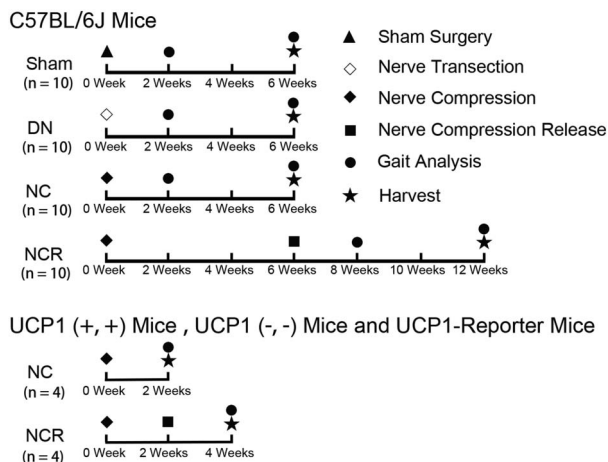 C57BL/6J Mice
Sham
(n = 10)
0 Week 2 Weeks 4 Weeks 6 Weeks
DN
(n = 10)
0 Week 2 Weeks 4 Weeks 6 Weeks
NC
(n = 10)
0 Week 2 Weeks 4 Weeks 6 Weeks
NCR
(n = 10)
0 Week 2 Weeks 4 Weeks 6 Weeks 8 Weeks 10 Weeks 12 Weeks
Sham Surgery
Nerve Transection
Nerve Compression
Nerve Compression Release
Gait Analysis
Harvest
UCP1 (+, +) Mice , UCP1 (-, -) Mice and UCP1-Reporter Mice
NC
(n = 4)
0 Week 2 Weeks
NCR
(n = 4)
0 Week 2 Weeks 4 Weeks